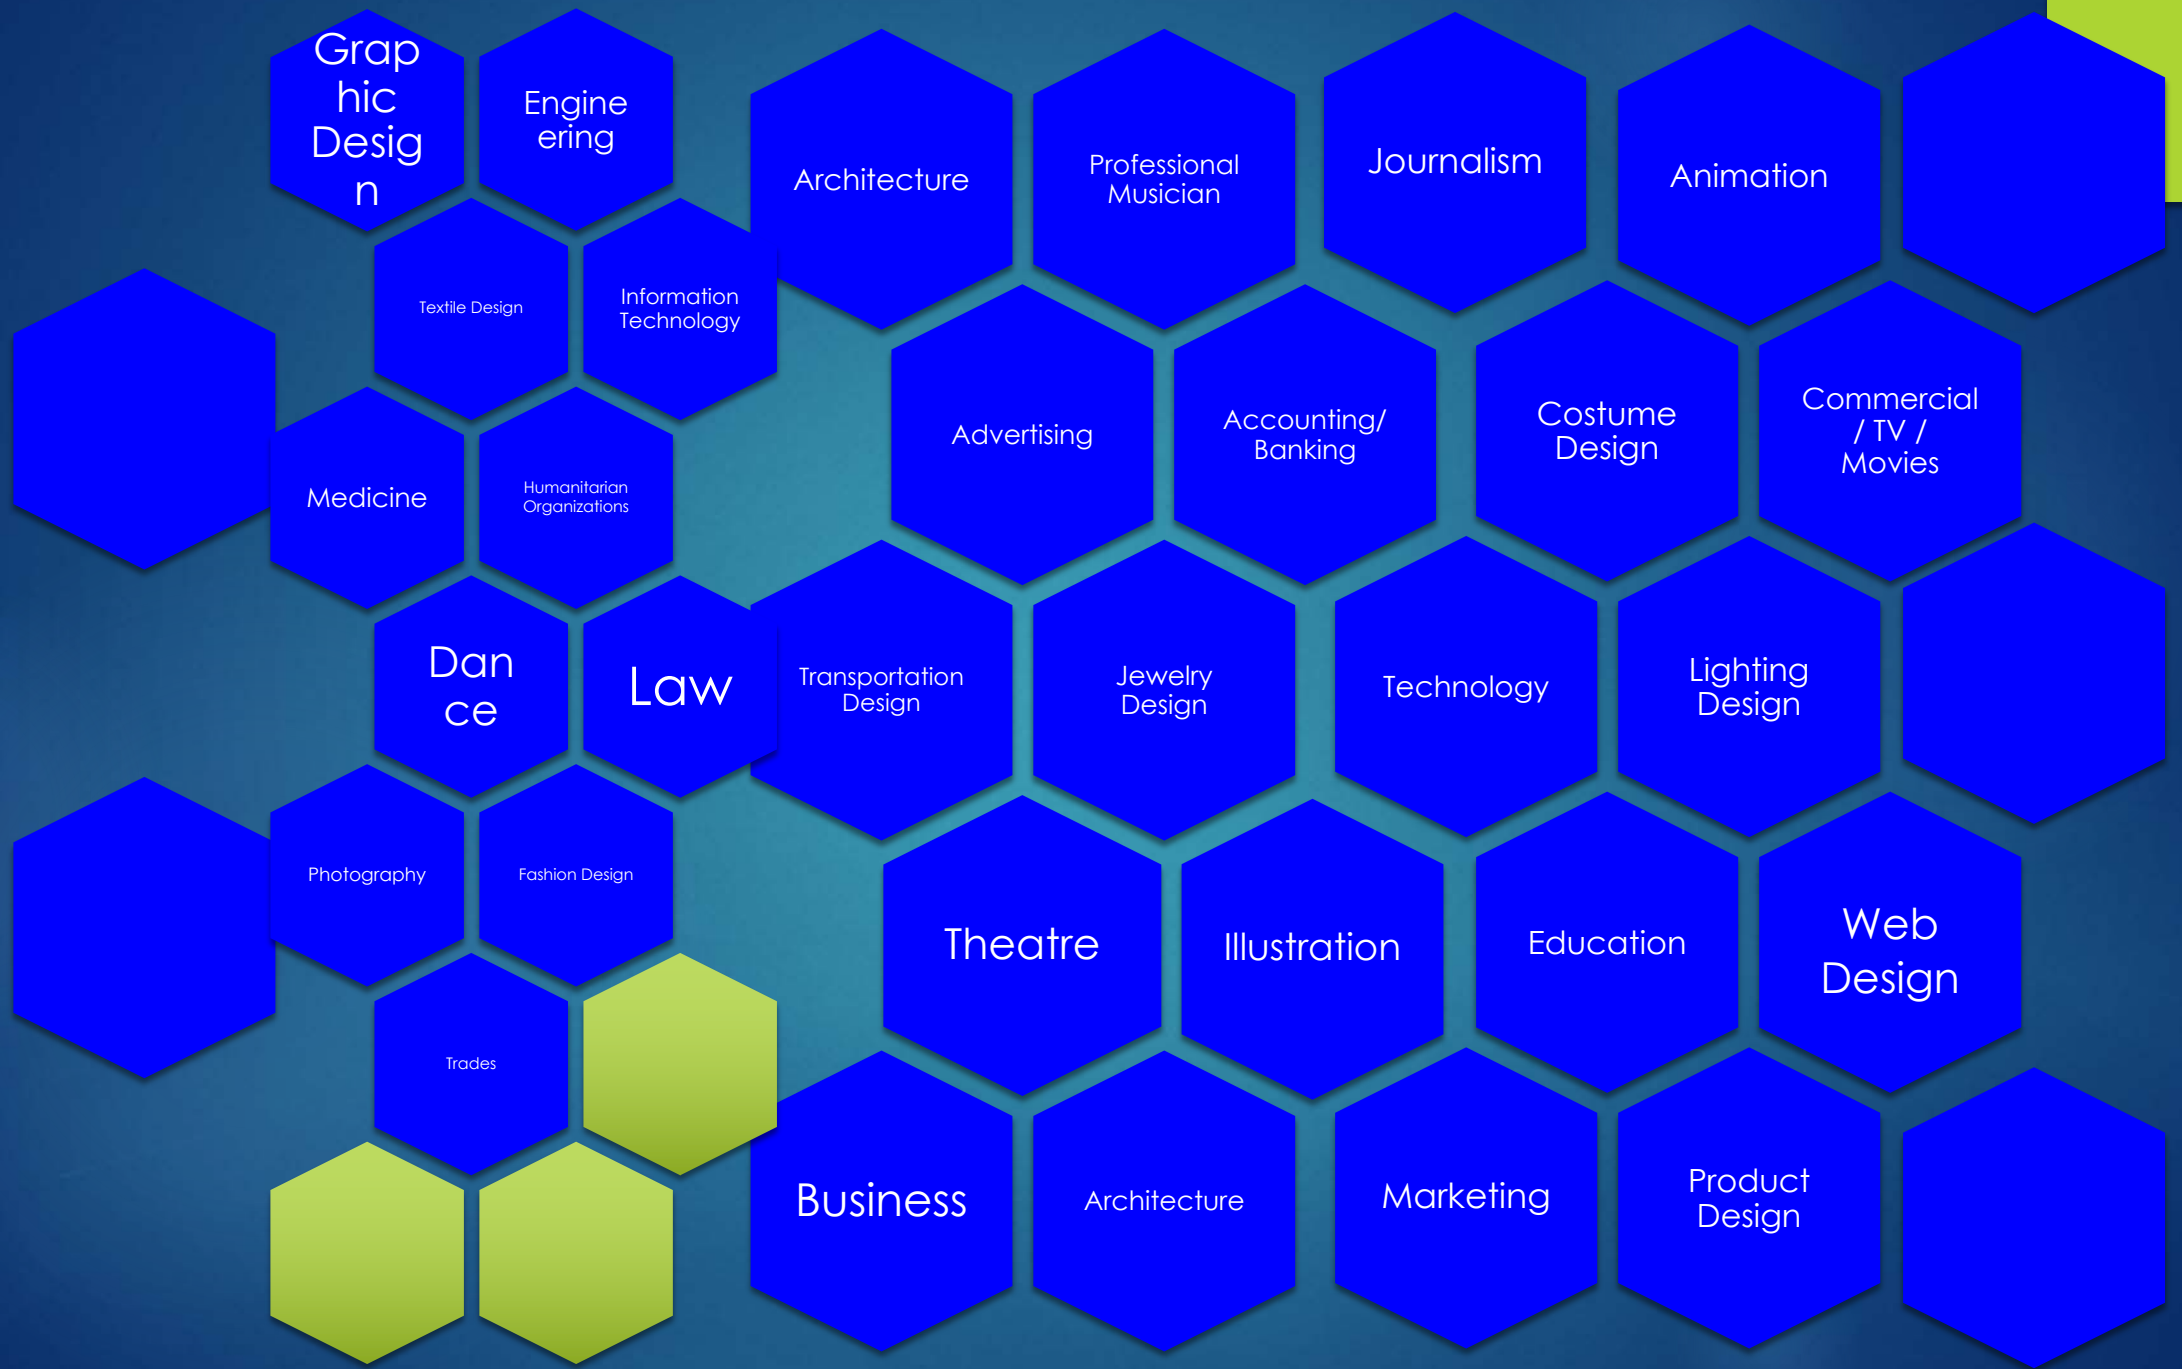 Grap
hic
Desig
n
Engine
ering
Architecture
Professional
Musician
Journalism
Animation
Textile Design
Information
Technology
Advertising
Accounting/
Banking
Costume
Design
Commercial
/ TV /
Movies
Medicine
Humanitarian
Organizations
Dan
ce
Law
Transportation
Design
Jewelry
Design
Technology
Lighting
Design
Photography
Fashion Design
Theatre
Illustration
Education
Web
Design
Trades
Business
Architecture
Marketing
Product
Design